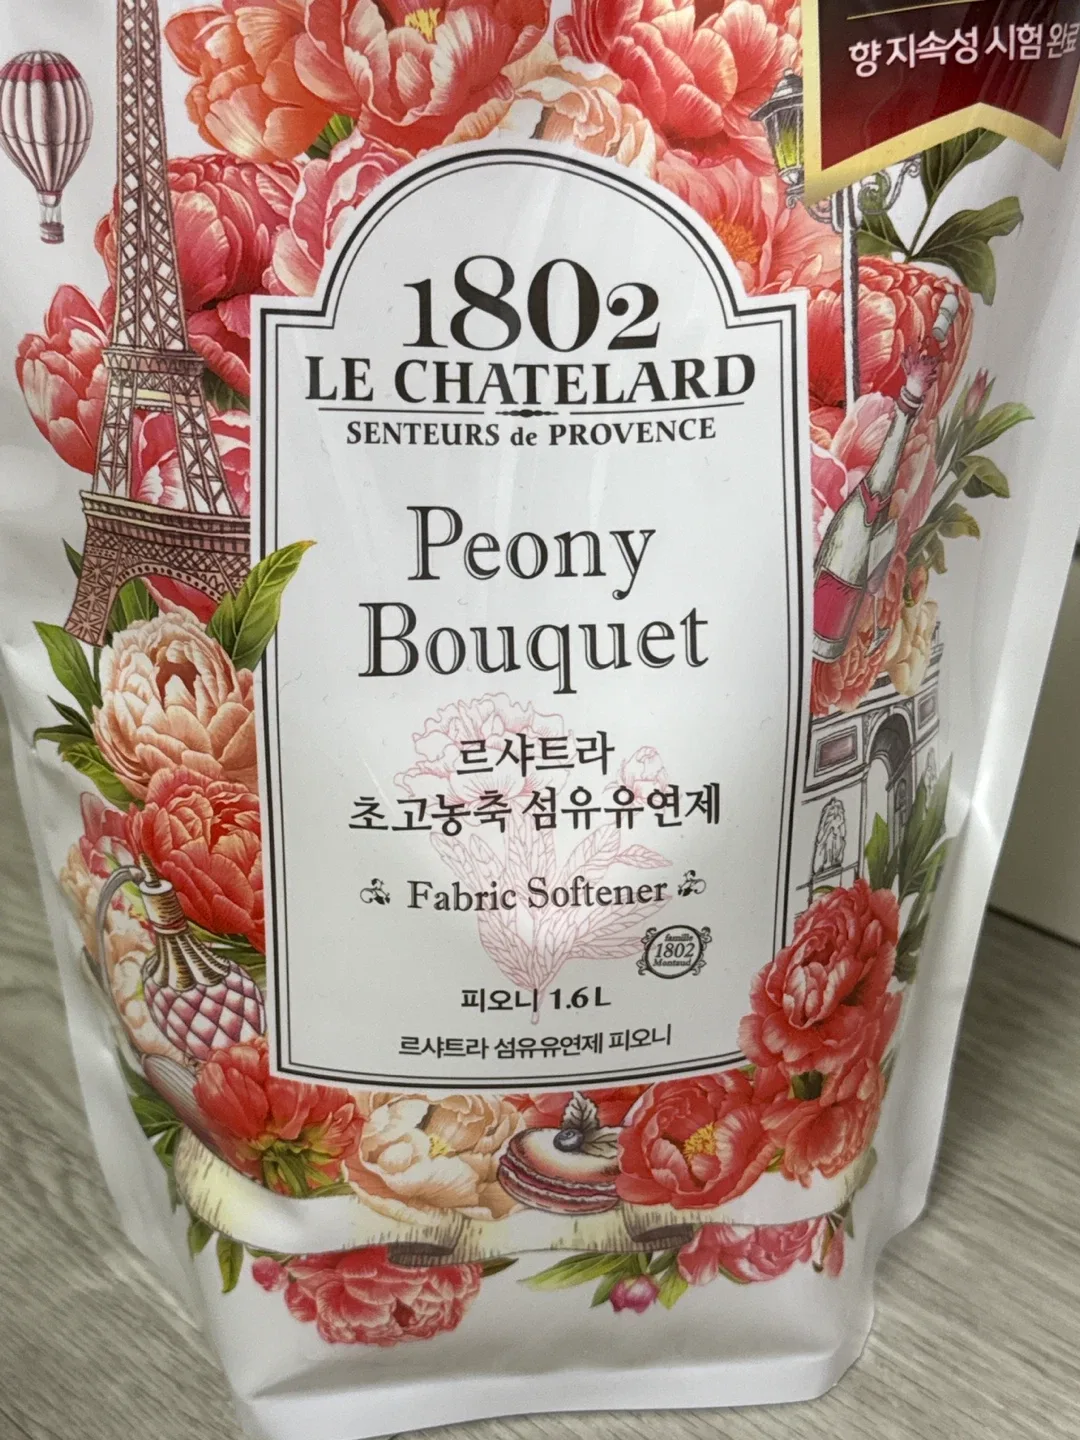 향 지속성 시험 완료
1802
LE CHATELARD
SENTEURS de PROVENCE
Peony
Bouquet
르샤트라
초고농축 섬유유연제
Fabric Softener
famille
1802
Montaud
피오니 1.6 L
르샤트라 섬유유연제 피오니